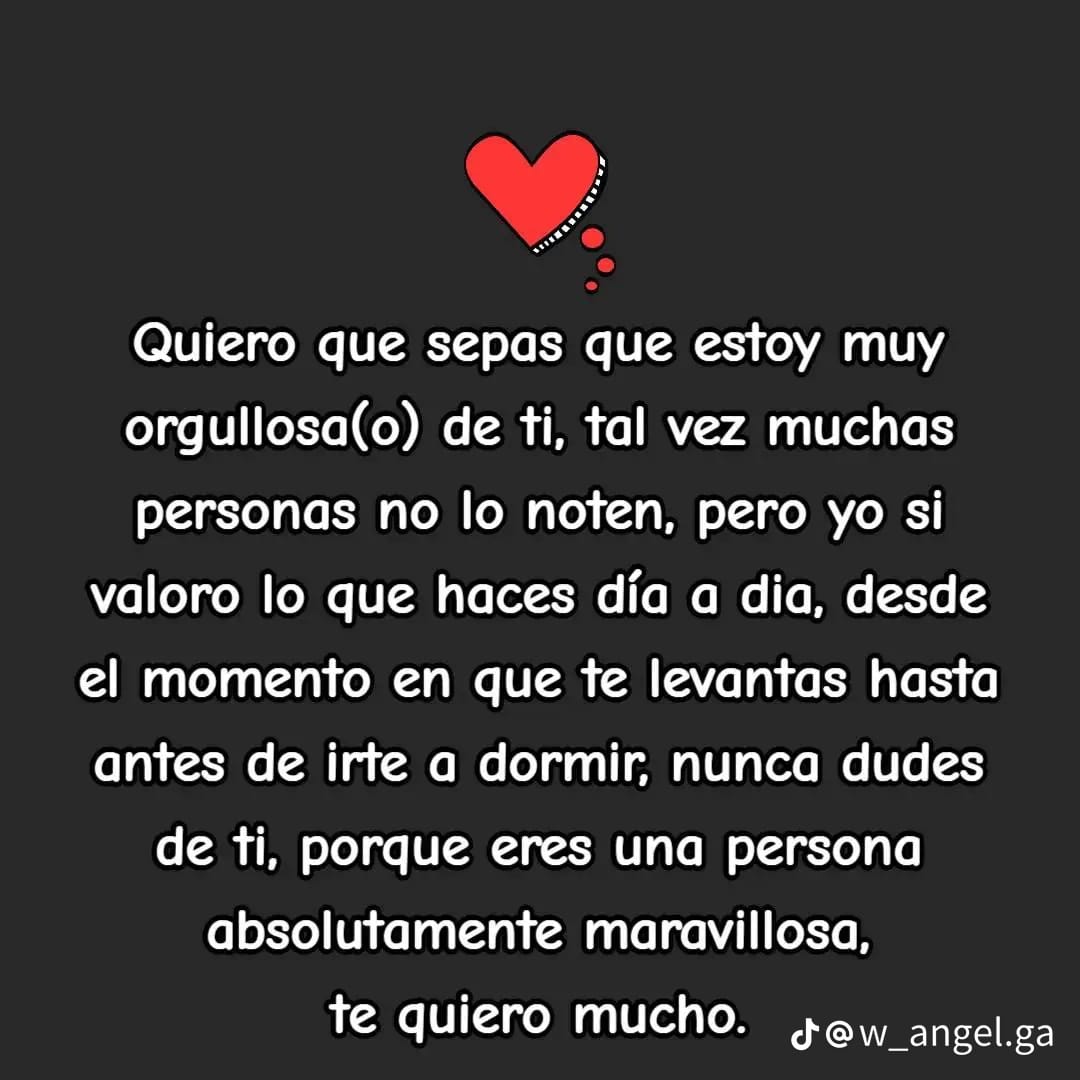 Quiero que sepas que estoy muy
orgullosa(o) de ti, tal vez muchas
personas no lo noten, pero yo si
valoro lo que haces día a dia, desde
el momento en que te levantas hasta
antes de irte a dormir, nunca dudes
de ti, porque eres una persona
absolutamente maravillosa,
te quiero mucho.
@w_angel.ga